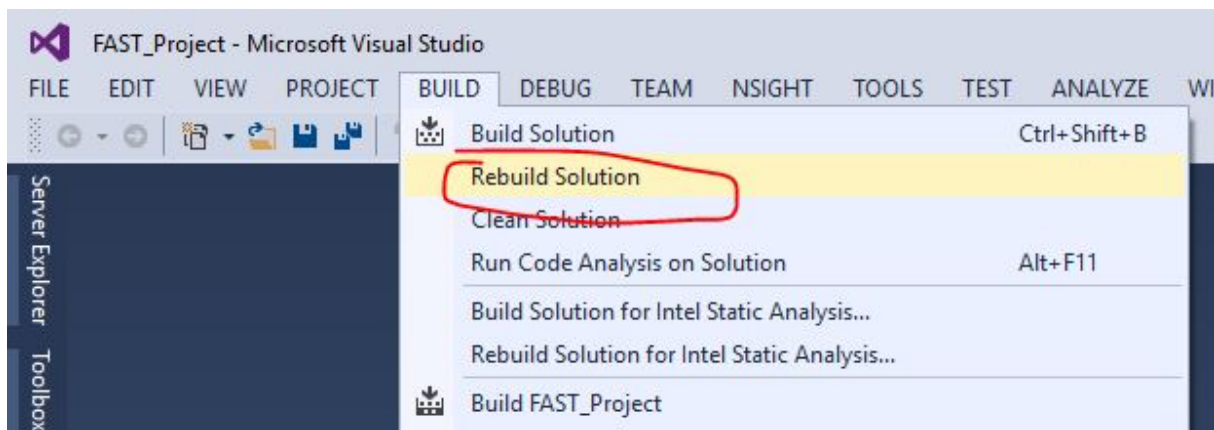 FAST_Project - Microsoft Visual Studio
FILE EDIT VIEW PROJECT BUILD DEBUG TEAM NSIGHT TOOLS TEST ANALYZE
Build Solution Ctrl+Shift+B
Rebuild Solution
Clean Solution
Run Code Analysis on Solution Alt+F11
Build Solution for Intel Static Analysis...
Rebuild Solution for Intel Static Analysis...
Build FAST_Project
Server Explorer
Toolbox